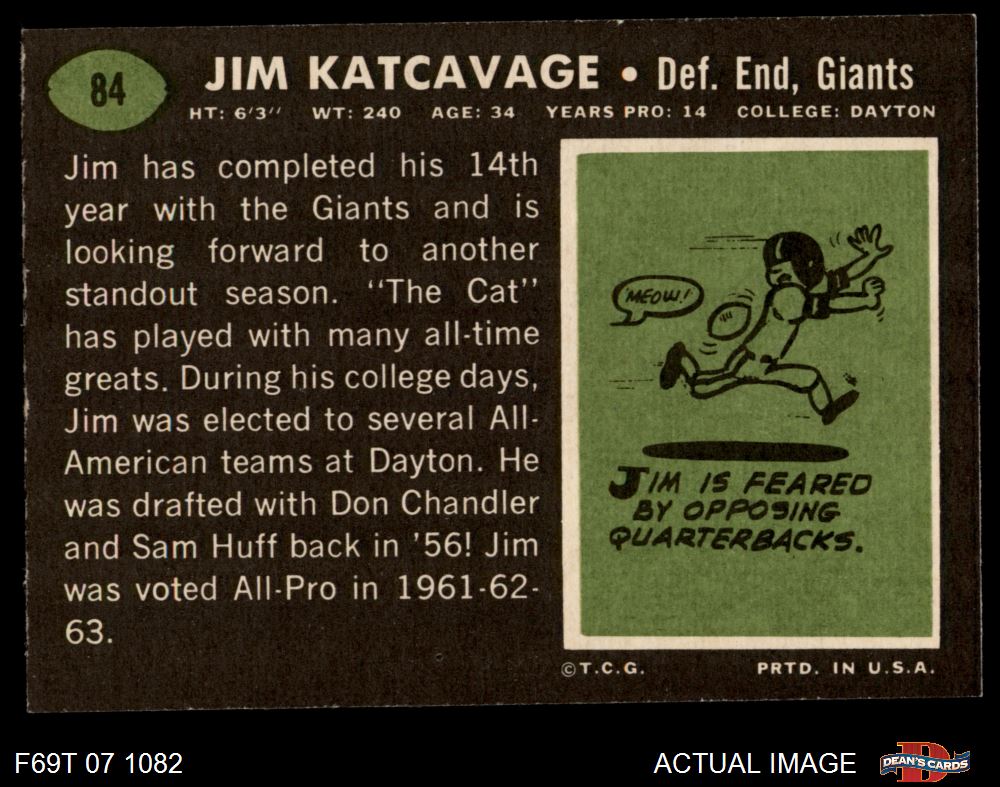 84
JIM KATCAVAGE • Def. End, Giants
HT: 6'3'' WT: 240 AGE: 34 YEARS PRO: 14 COLLEGE: DAYTON
Jim has completed his 14th
year with the Giants and is
looking forward to another
standout season. "The Cat"
has played with many all-time
greats. During his college days,
Jim was elected to several All-
American teams at Dayton. He
was drafted with Don Chandler
and Sam Huff back in '56! Jim
was voted All-Pro in 1961-62-
63.
MEOW!
JIM IS FEARED
BY OPPOSING
QUARTERBACKS.
©T.C.G. PRTD. IN U.S.A.
F69T 07 1082 ACTUAL IMAGE
D
DEAN'S CARDS